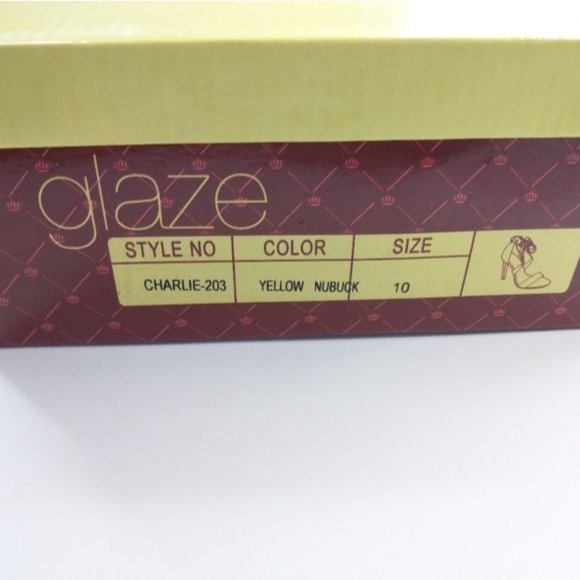 glaze
STYLE NO COLOR SIZE
CHARLIE-203 YELLOW NUBUCK 10